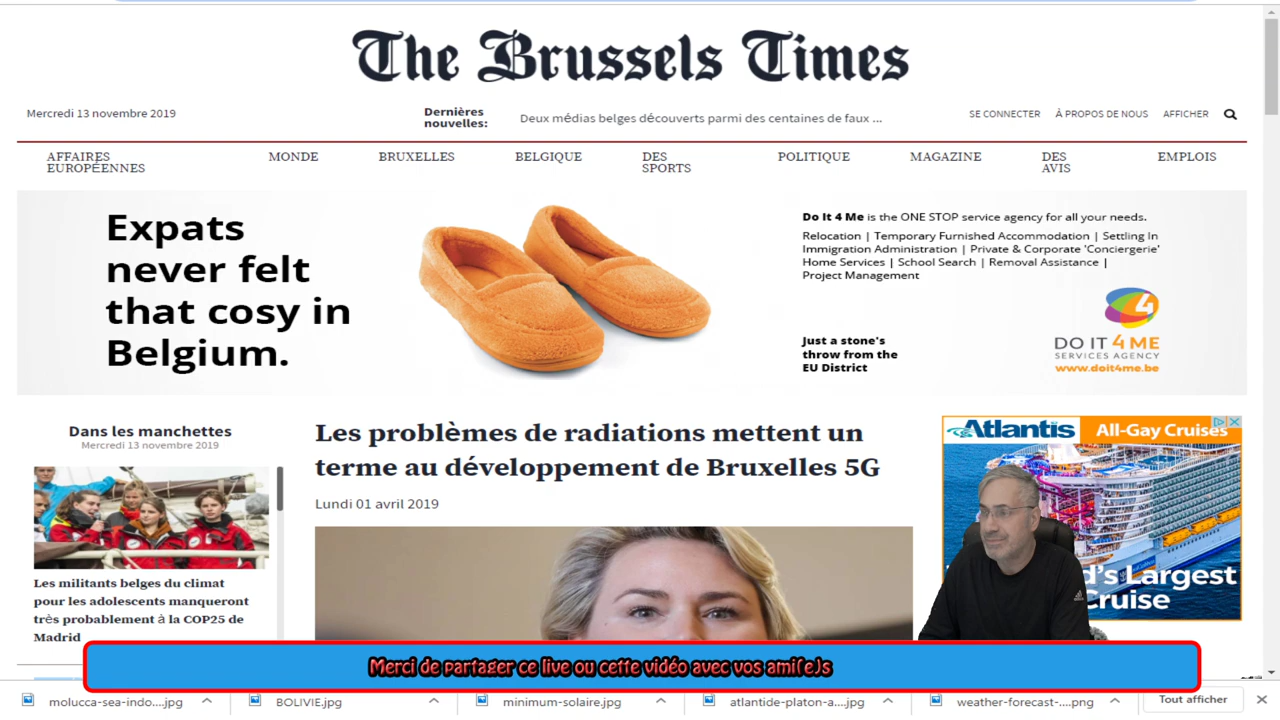 The Brussels Times
Mercredi 13 novembre 2019
Dernières
nouvelles:
Deux médias belges découverts parmi des centaines de faux ...
SE CONNECTER
À PROPOS DE NOUS
AFFICHER
AFFAIRES
EUROPÉENNES
MONDE
BRUXELLES
BELGIQUE
DES
SPORTS
POLITIQUE
MAGAZINE
DES
AVIS
EMPLOIS
Expats
never felt
that cosy in
Belgium.
Do It 4 Me is the ONE STOP service agency for all your needs.
Relocation | Temporary Furnished Accommodation | Settling In
Immigration Administration | Private & Corporate 'Conciergerie'
Home Services | School Search | Removal Assistance |
Project Management
Just a stone's
throw from the
EU District
4
DO IT 4 ME
SERVICES AGENCY
www.doit4me.be
Dans les manchettes
Mercredi 13 novembre 2019
Les militants belges du climat
pour les adolescents manqueront
très probablement à la COP25 de
Madrid
Les problèmes de radiations mettent un
terme au développement de Bruxelles 5G
Lundi 01 avril 2019
Atlantis
All-Gay Cruises
d's Largest
Cruise
Merci de partager ce live ou cette vidéo avec vos ami(e)s
molucca-sea-indo....jpg
BOLIVIE.jpg
minimum-solaire.jpg
atlantide-platon-a....jpg
weather-forecast-....png
Tout afficher